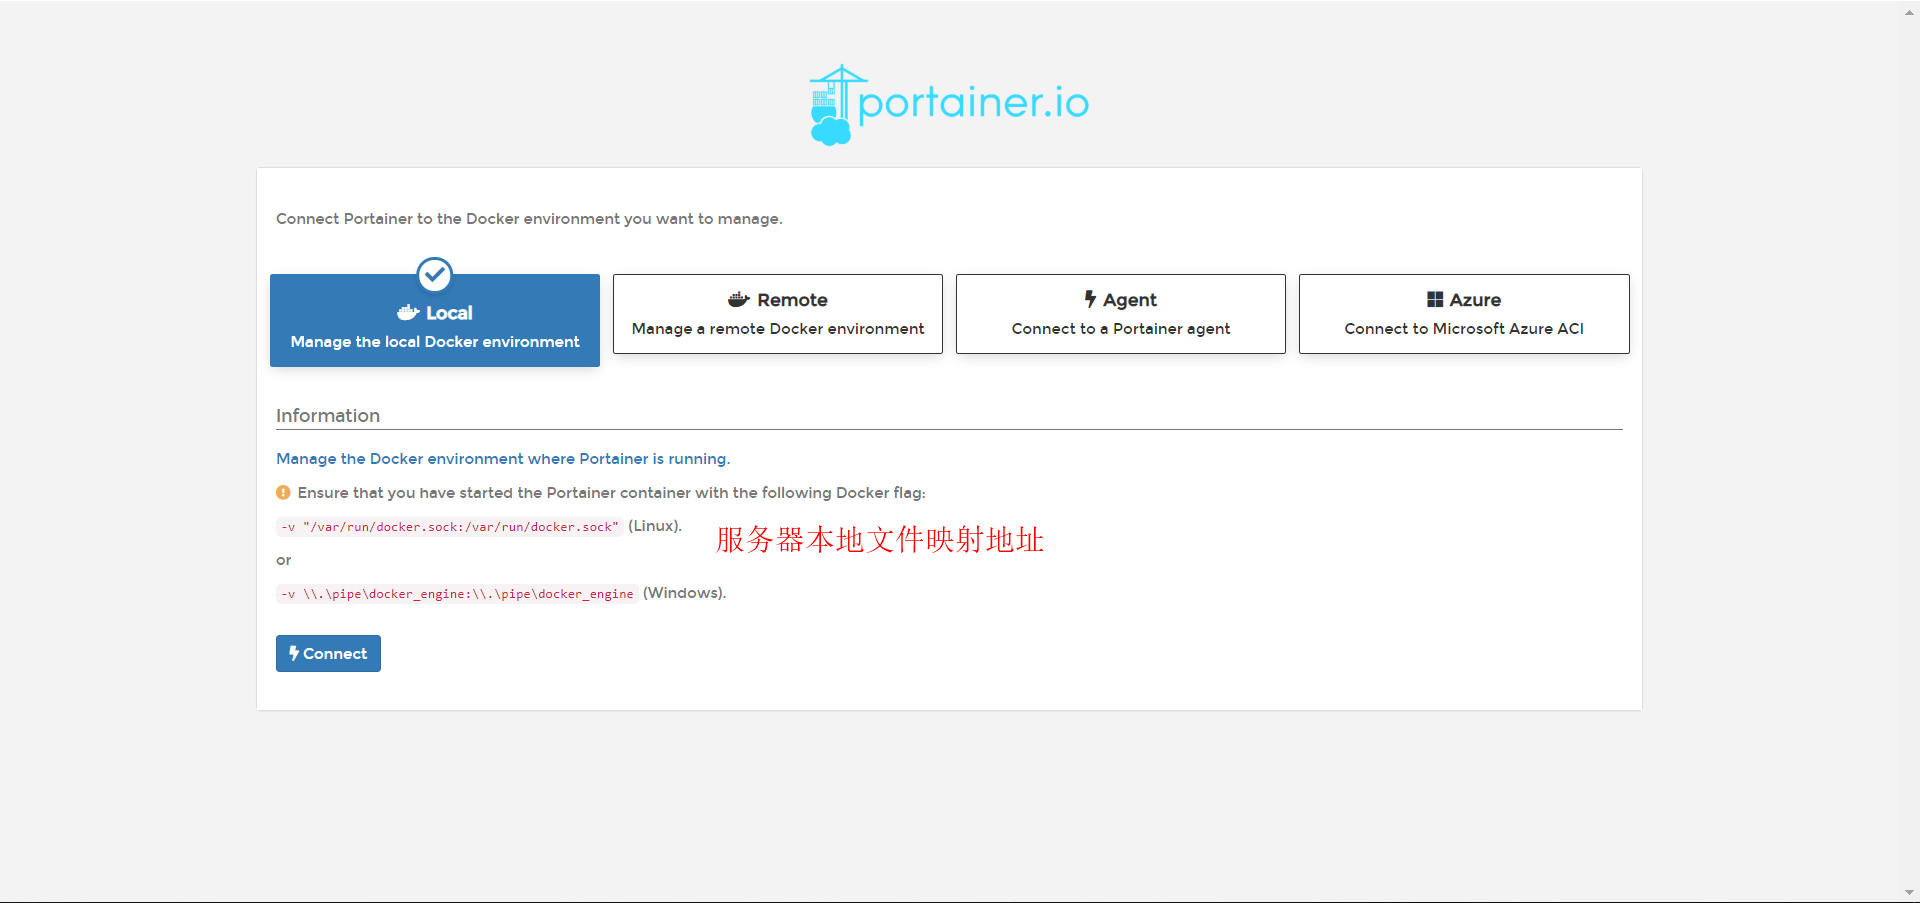 portainer.io
Connect Portainer to the Docker environment you want to manage.
Local
Manage the local Docker environment
Remote
Manage a remote Docker environment
Agent
Connect to a Portainer agent
Azure
Connect to Microsoft Azure ACI
Information
Manage the Docker environment where Portainer is running.
Ensure that you have started the Portainer container with the following Docker flag:
-v "/var/run/docker.sock:/var/run/docker.sock" (Linux).
服务器本地文件映射地址
or
-v \\.\pipe\docker_engine:\\.\pipe\docker_engine (Windows).
Connect